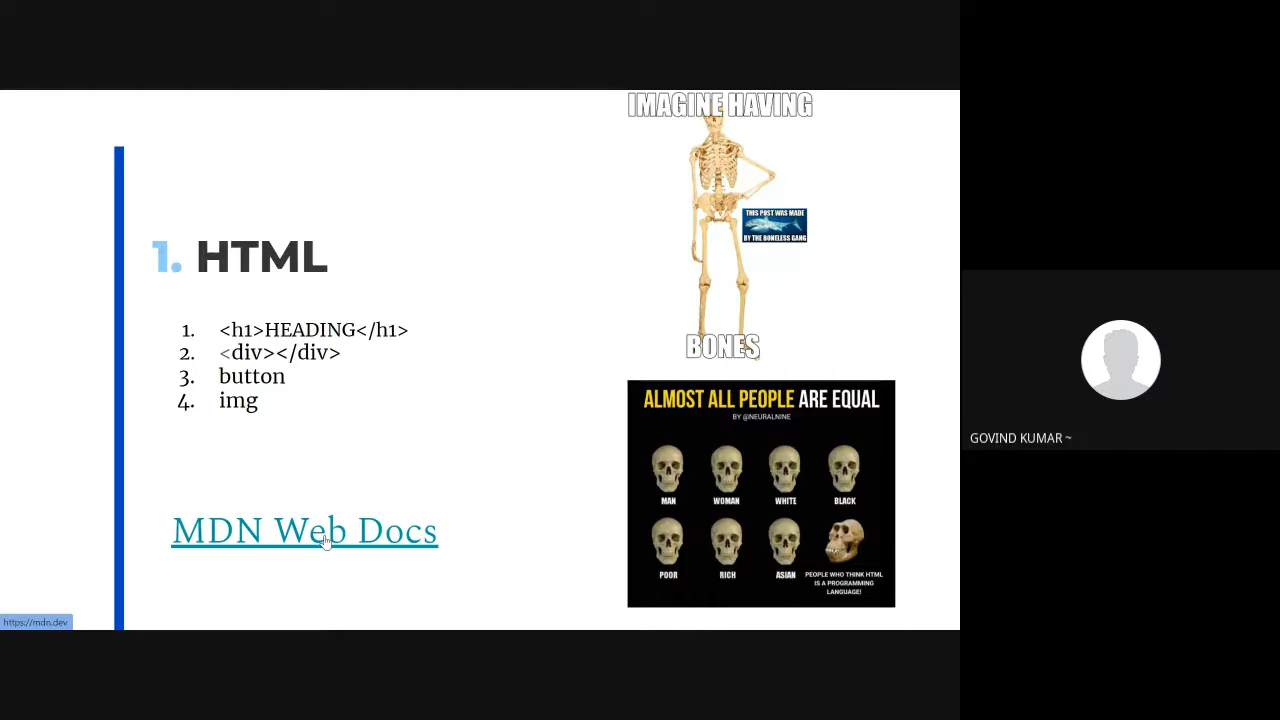 IMAGINE HAVING
THIS POST WAS MADE
BY THE BONELESS GANG
BONES
1. HTML
1. <h1>HEADING</h1>
2. <div></div>
3. button
4. img
MDN Web Docs
ALMOST ALL PEOPLE ARE EQUAL
BY @NEURALNINE
MAN WOMAN WHITE BLACK
POOR RICH ASIAN PEOPLE WHO THINK HTML
IS A PROGRAMMING
LANGUAGE!
https://mdn.dev
GOVIND KUMAR ~